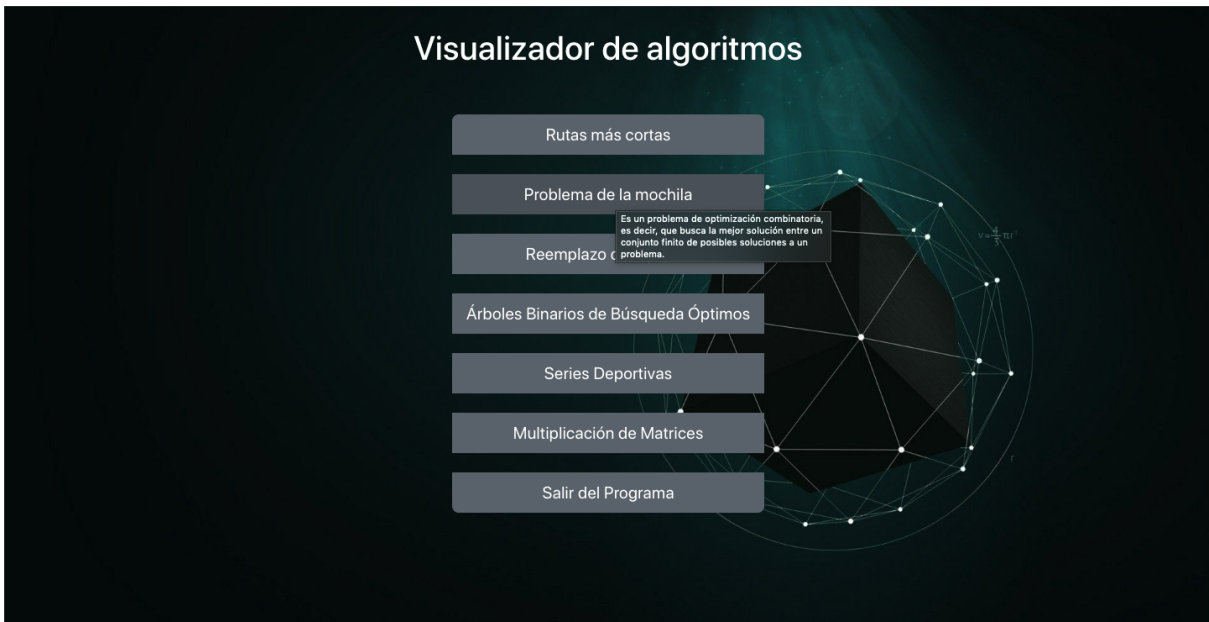 Visualizador de algoritmos
Rutas más cortas
Problema de la mochila
Es un problema de optimización combinatoria,
es decir, que busca la mejor solución entre un
conjunto finito de posibles soluciones a un
problema.
Reemplazo
Árboles Binarios de Búsqueda Óptimos
Series Deportivas
Multiplicación de Matrices
Salir del Programa